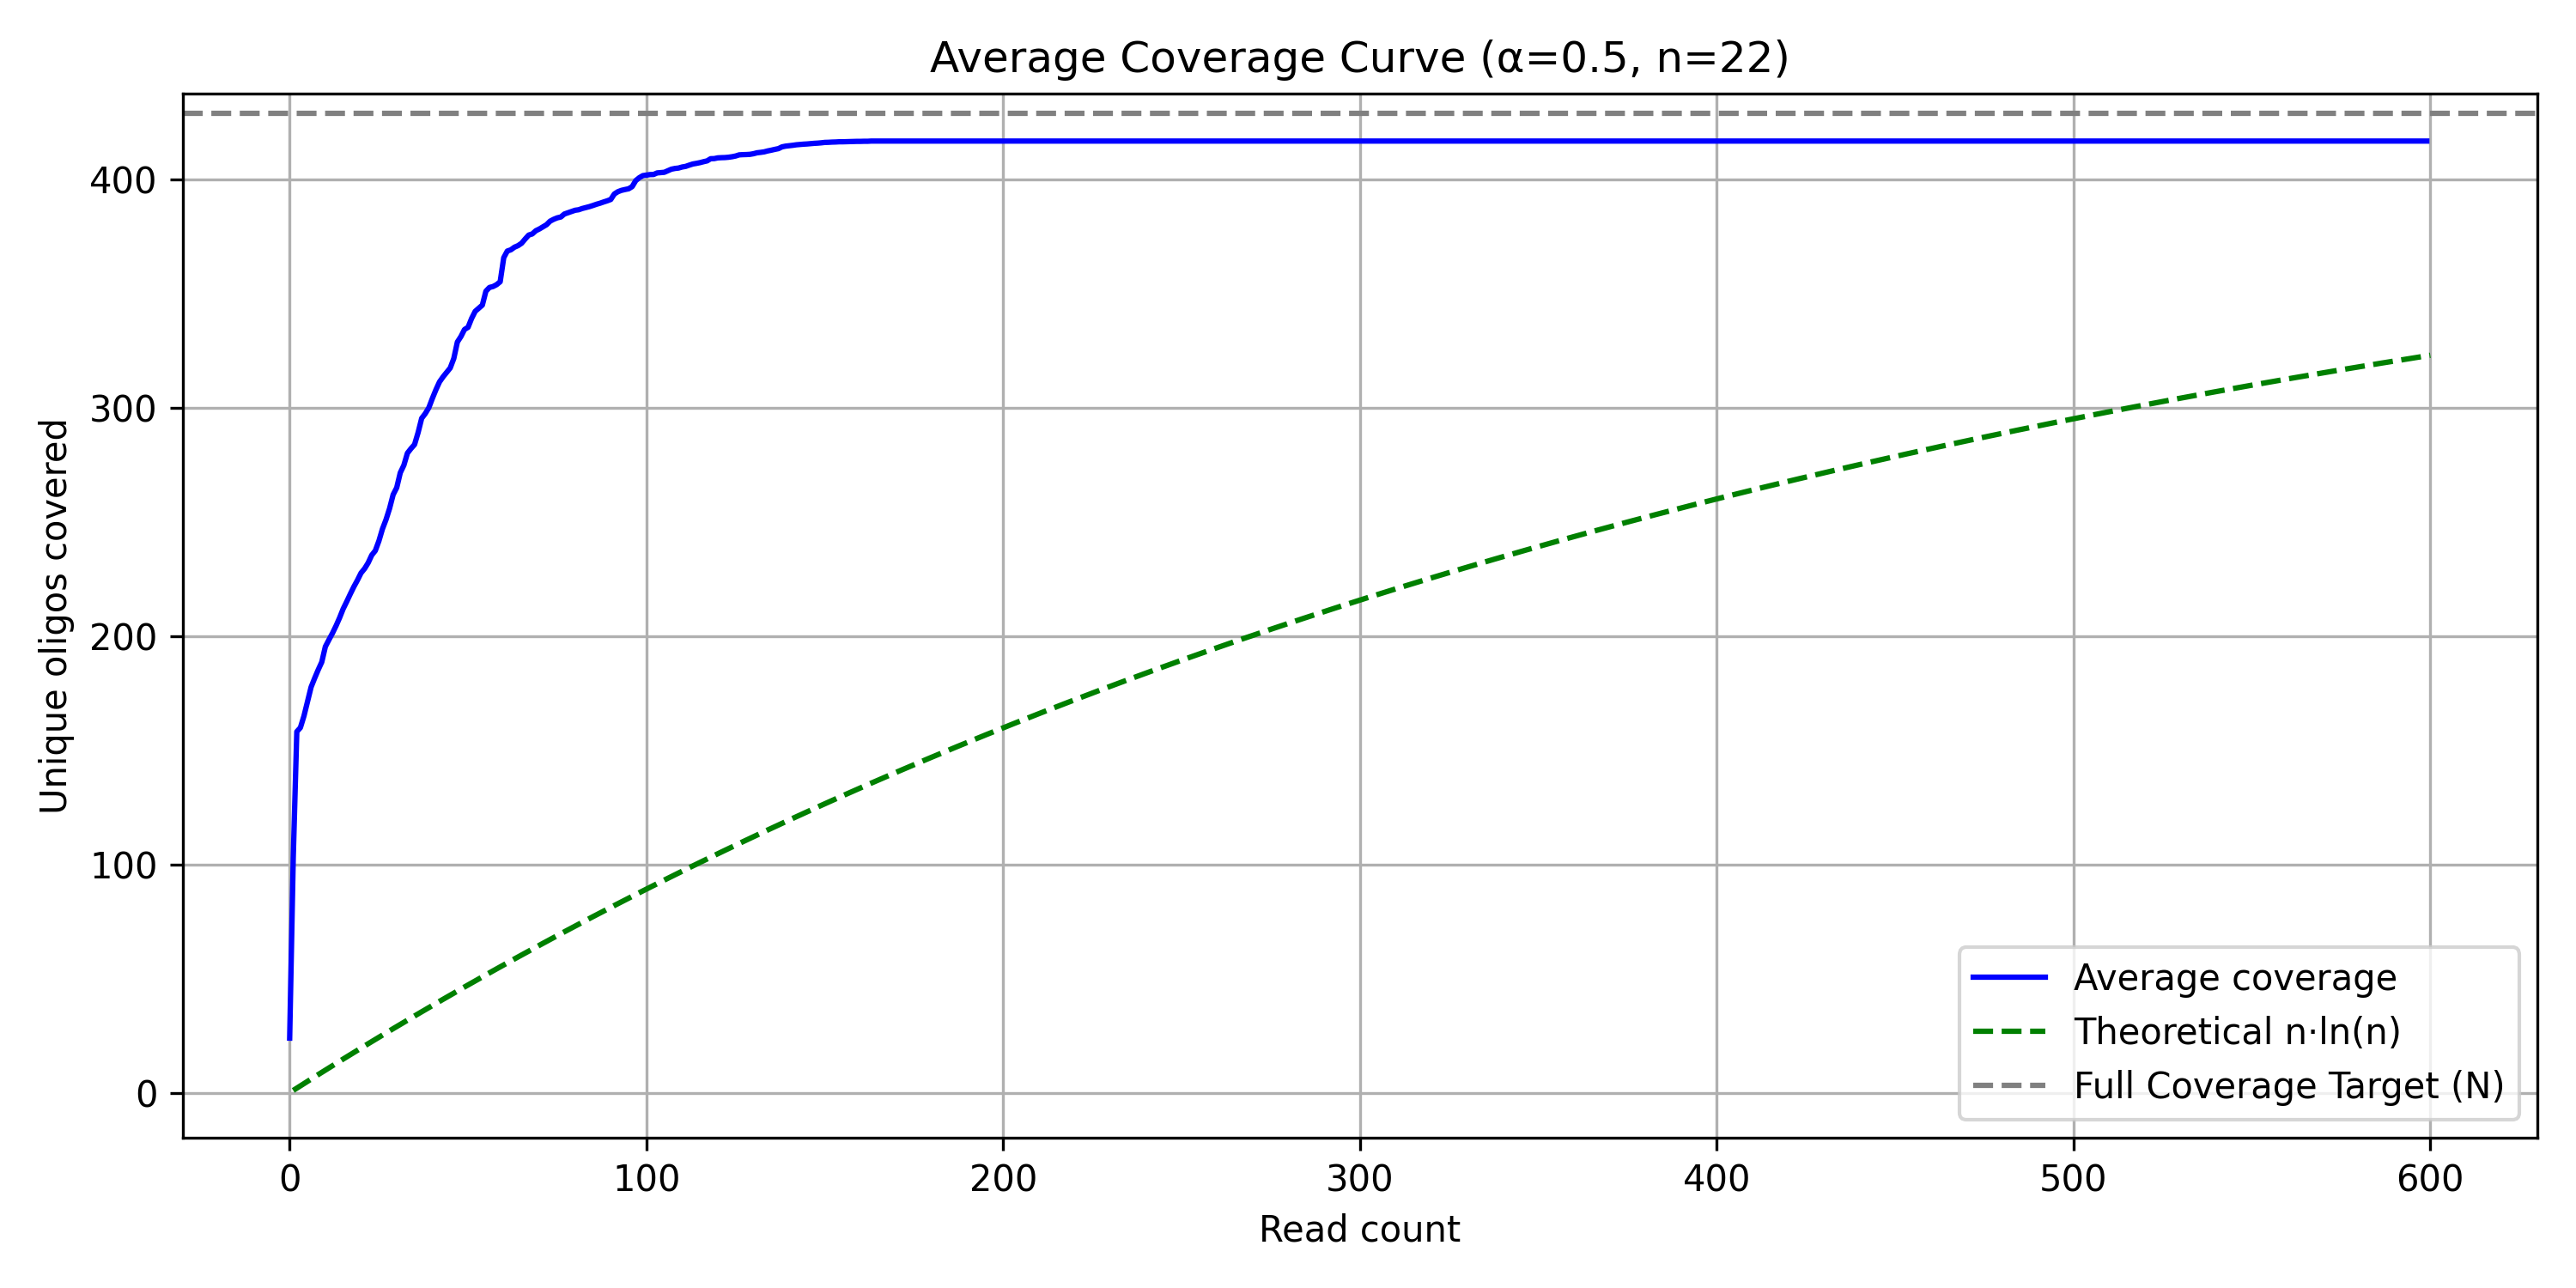 Average Coverage Curve (α=0.5, n=22)
Unique oligos covered
400
300
200
100
0
0 100 200 300 400 500 600
Read count
Average coverage
Theoretical n·ln(n)
Full Coverage Target (N)